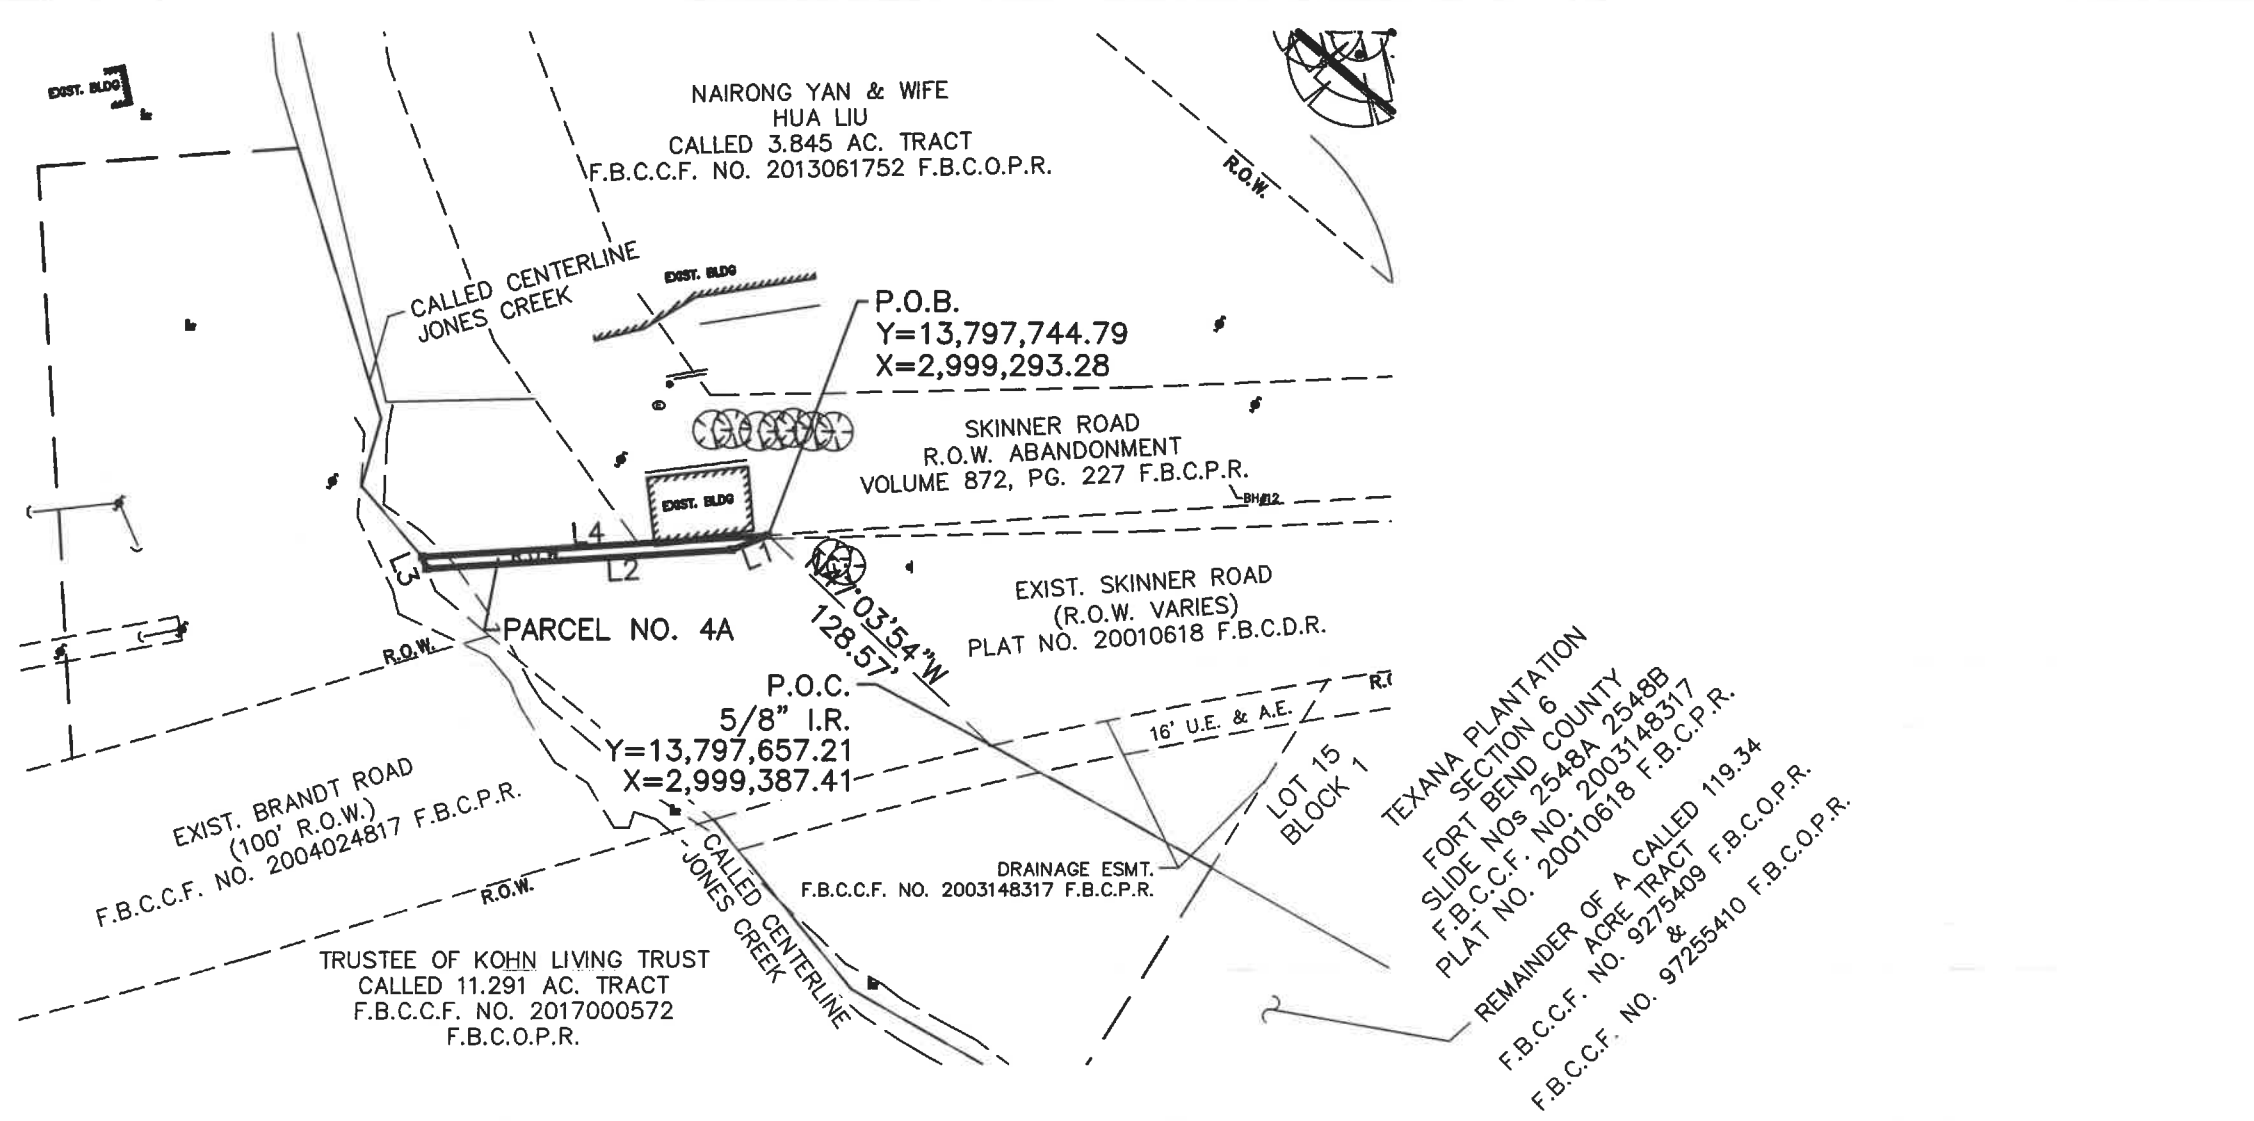 EXIST. BLDG
NAIRONG YAN & WIFE
HUA LIU
CALLED 3.845 AC. TRACT
F.B.C.C.F. NO. 2013061752 F.B.C.O.P.R.
R.O.W.
CALLED CENTERLINE
JONES CREEK
EXIST. BLDG
P.O.B.
Y=13,797,744.79
X=2,999,293.28
SKINNER ROAD
R.O.W. ABANDONMENT
VOLUME 872, PG. 227 F.B.C.P.R.
BH#12
EXIST. BLDG
L4
R.O.W.
L3
L2
L1
N47°03'54"W
128.57'
EXIST. SKINNER ROAD
(R.O.W. VARIES)
PLAT NO. 20010618 F.B.C.D.R.
PARCEL NO. 4A
R.O.W.
P.O.C.
5/8" I.R.
Y=13,797,657.21
X=2,999,387.41
16' U.E. & A.E.
LOT 15
BLOCK 1
TEXANA PLANTATION
SECTION 6
FORT BEND COUNTY
SLIDE NOs 2548A 2548B
F.B.C.C.F. NO. 2003148317
PLAT NO. 20010618 F.B.C.P.R.
EXIST. BRANDT ROAD
(100' R.O.W.)
F.B.C.C.F. NO. 2004024817 F.B.C.P.R.
R.O.W.
CALLED CENTERLINE
JONES CREEK
DRAINAGE ESMT.
F.B.C.C.F. NO. 2003148317 F.B.C.P.R.
REMAINDER OF A CALLED 119.34
ACRE TRACT
F.B.C.C.F. NO. 9275409 F.B.C.O.P.R.
&
F.B.C.C.F. NO. 97255410 F.B.C.O.P.R.
TRUSTEE OF KOHN LIVING TRUST
CALLED 11.291 AC. TRACT
F.B.C.C.F. NO. 2017000572
F.B.C.O.P.R.